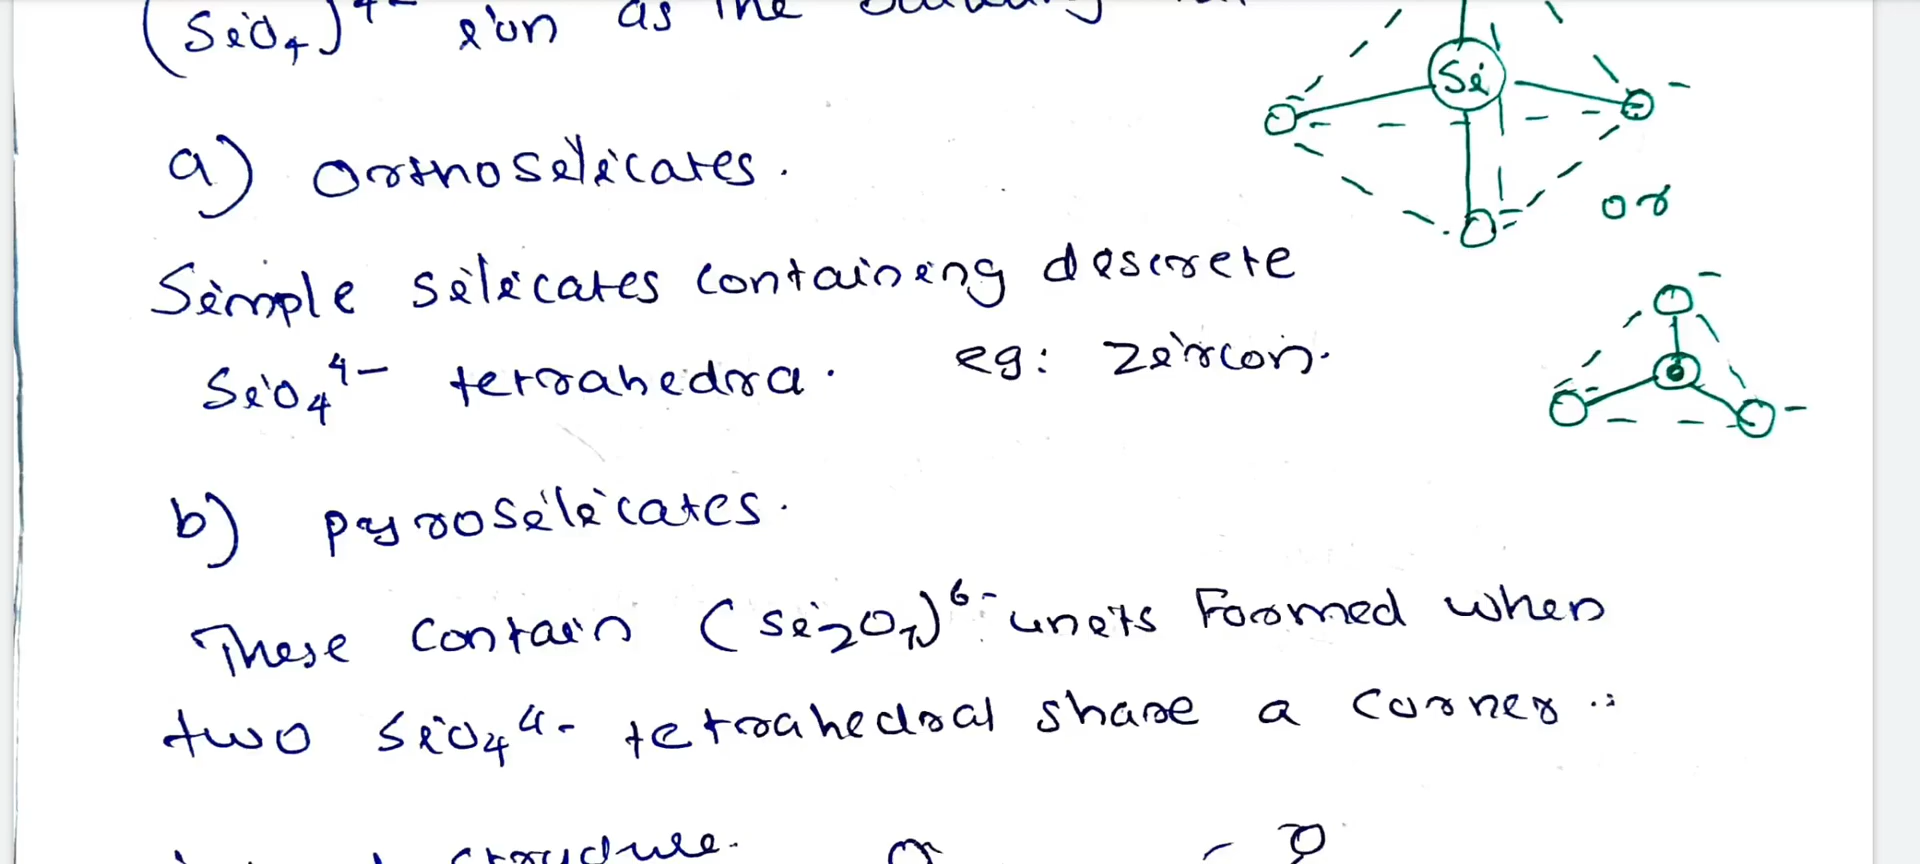 (SiO4)4- ion as the
Si
a) Orthosilicates.
or
Simple silicates containing discrete
SiO4 4- tetrahedra. eg: Zircon.
b) Pyrosilicates.
These contain (Si2O7)6- units Formed when
two SiO4 4- tetrahedral share a corner.
structure.